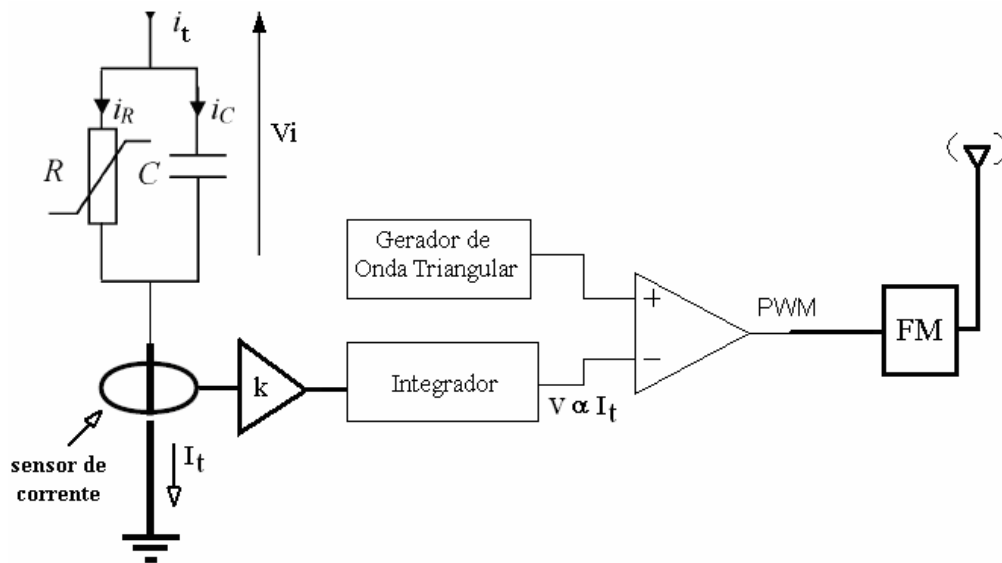 i_t
i_R
i_C
Vi
R
C
Gerador de
Onda Triangular
+
PWM
FM
−
k
Integrador
V α I_t
I_t
sensor de
corrente